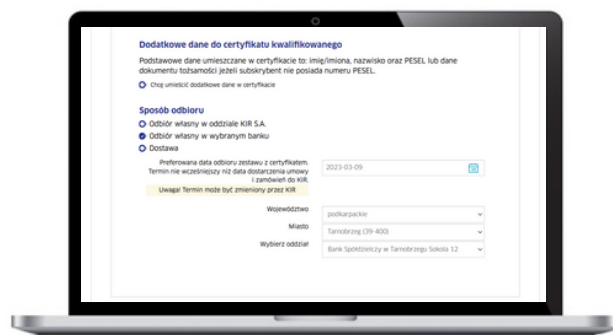 Dodatkowe dane do certyfikatu kwalifikowanego
Podstawowe dane umieszczane w certyfikacie to: imię/imiona, nazwisko oraz PESEL lub dane
dokumentu tożsamości jeżeli subskrybent nie posiada numeru PESEL.
Chcę umieścić dodatkowe dane w certyfikacie
Sposób odbioru
Odbiór własny w oddziale KIR S.A.
Odbiór własny w wybranym banku
Dostawa
Preferowana data odbioru zestawu z certyfikatem.
Termin nie wcześniejszy niż data dostarczenia umowy
i zamówień do KIR.
Uwaga! Termin może być zmieniony przez KIR
2023-03-09
Województwo
podkarpackie
Miasto
Tarnobrzeg (39-400)
Wybierz oddział
Bank Spółdzielczy w Tarnobrzegu Sokola 12